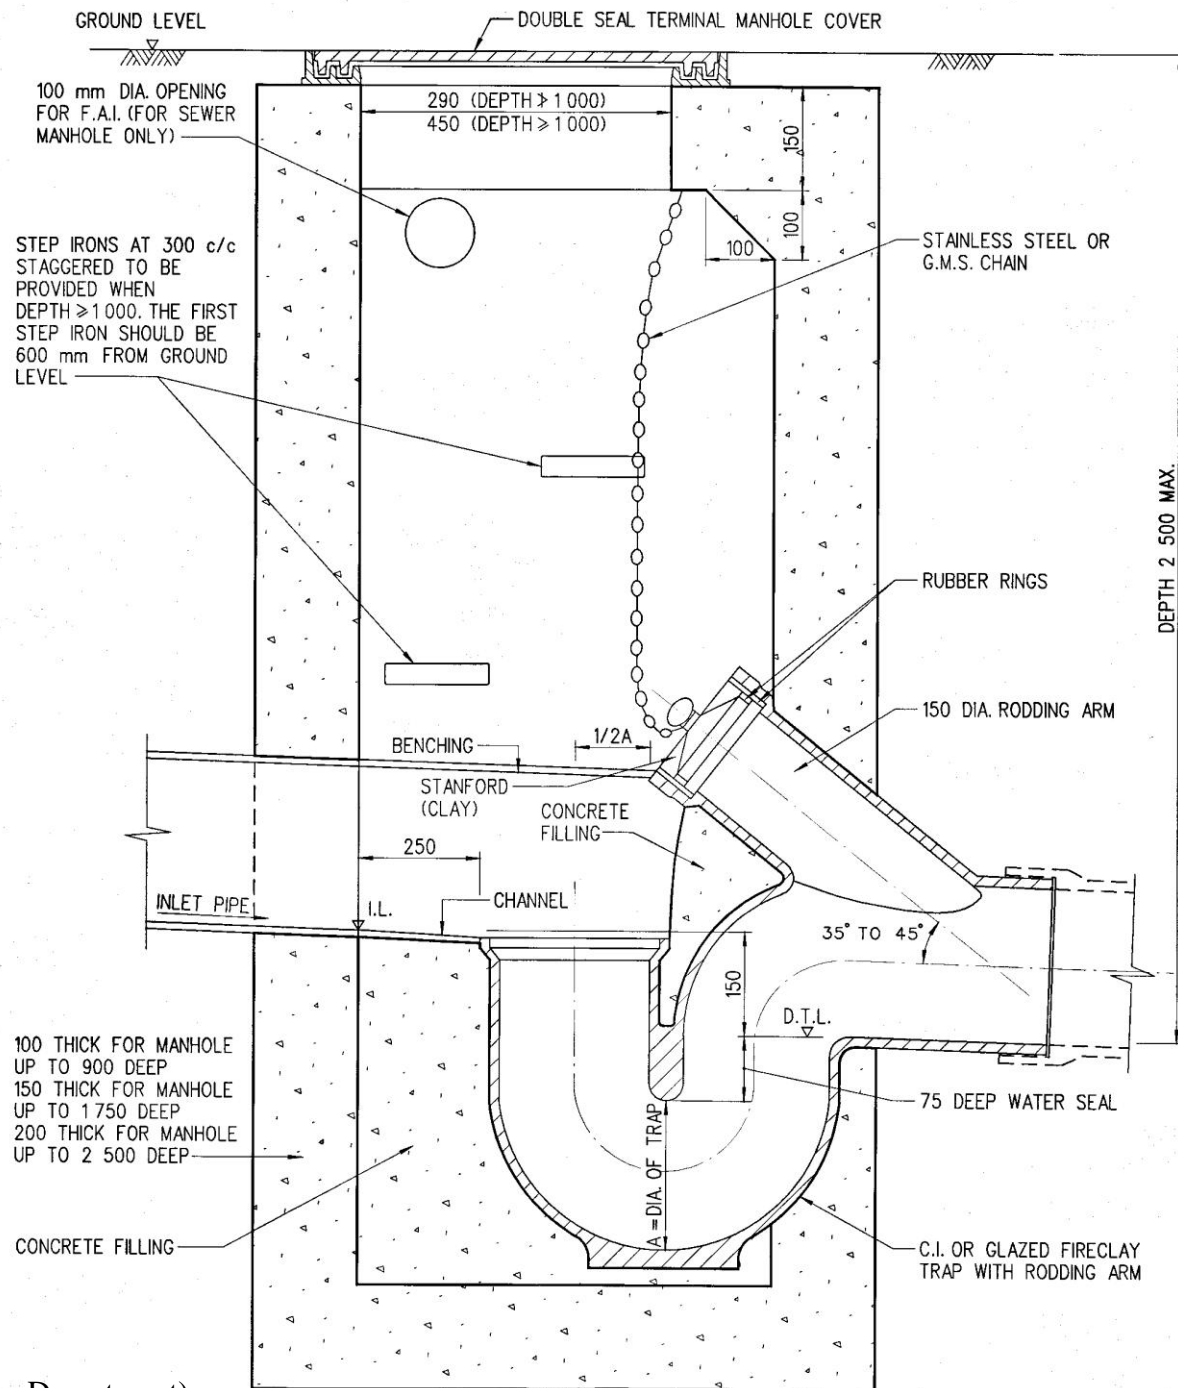 GROUND LEVEL
DOUBLE SEAL TERMINAL MANHOLE COVER
100 mm DIA. OPENING
FOR F.A.I. (FOR SEWER
MANHOLE ONLY)
290 (DEPTH ≯ 1 000)
450 (DEPTH ⩾ 1 000)
150
100
100
STEP IRONS AT 300 c/c
STAGGERED TO BE
PROVIDED WHEN
DEPTH ⩾ 1 000. THE FIRST
STEP IRON SHOULD BE
600 mm FROM GROUND
LEVEL
STAINLESS STEEL OR
G.M.S. CHAIN
DEPTH 2 500 MAX.
RUBBER RINGS
150 DIA. RODDING ARM
1/2A
BENCHING
STANFORD
(CLAY)
CONCRETE
FILLING
250
INLET PIPE
I.L.
CHANNEL
35° TO 45°
150
D.T.L.
100 THICK FOR MANHOLE
UP TO 900 DEEP
150 THICK FOR MANHOLE
UP TO 1 750 DEEP
200 THICK FOR MANHOLE
UP TO 2 500 DEEP
75 DEEP WATER SEAL
A = DIA. OF TRAP
CONCRETE FILLING
C.I. OR GLAZED FIRECLAY
TRAP WITH RODDING ARM